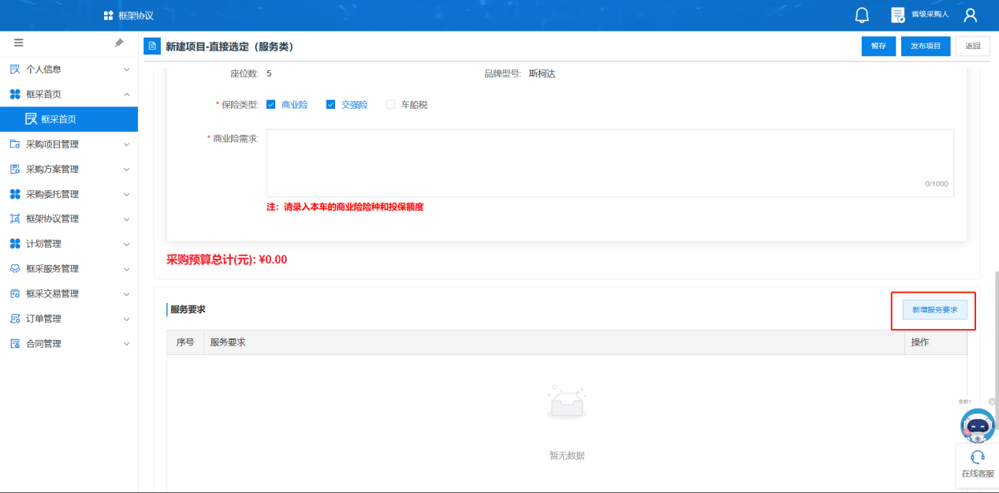 框架协议
省级采购人
新建项目-直接选定（服务类）
暂存
发布项目
返回
个人信息
框采首页
框采首页
采购项目管理
采购方案管理
采购委托管理
框架协议管理
计划管理
框采服务管理
框采交易管理
订单管理
合同管理
座位数: 5
品牌型号: 斯柯达
* 保险类型: 商业险 交强险 车船税
* 商业险需求:
0/1000
注：请录入本车的商业险险种和投保额度
采购预算总计(元): ¥0.00
服务要求
新增服务要求
序号 服务要求 操作
暂无数据
你好!
在线客服